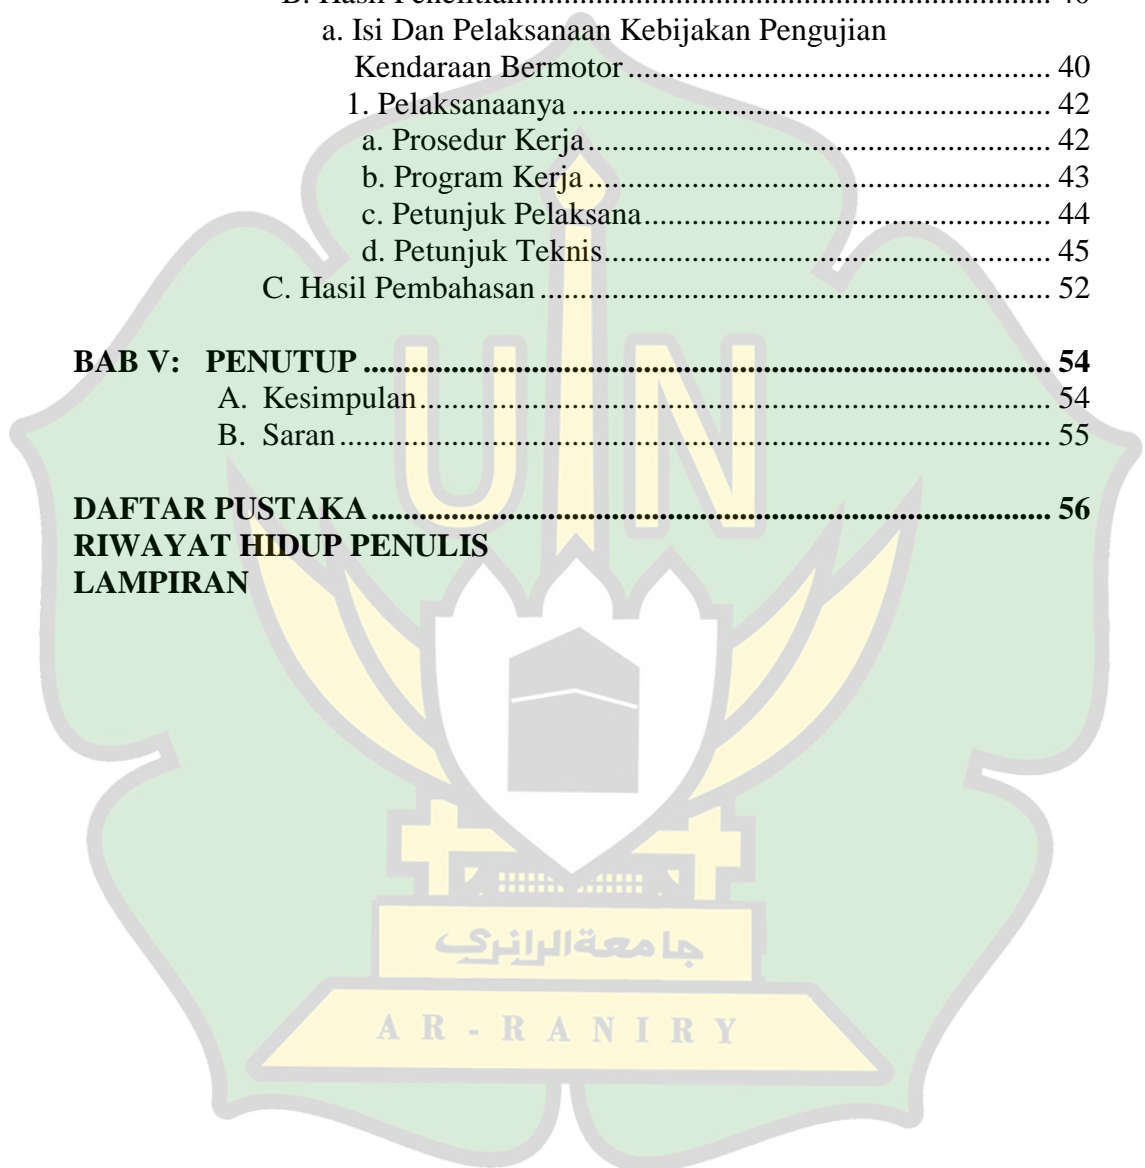 a. Isi Dan Pelaksanaan Kebijakan Pengujian
Kendaraan Bermotor ................................................... 40
1. Pelaksanaanya .......................................................... 42
a. Prosedur Kerja ........................................................ 42
b. Program Kerja ........................................................ 43
c. Petunjuk Pelaksana ................................................. 44
d. Petunjuk Teknis ...................................................... 45
C. Hasil Pembahasan .............................................................. 52
BAB V: PENUTUP .................................................................................... 54
A. Kesimpulan ............................................................................. 54
B. Saran ....................................................................................... 55
DAFTAR PUSTAKA ................................................................................... 56
RIWAYAT HIDUP PENULIS
LAMPIRAN
UIN
جامعة الرانري
AR-RANIRY